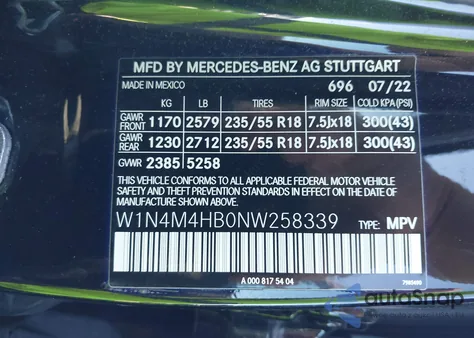 MFD BY MERCEDES-BENZ AG STUTTGART
MADE IN MEXICO 696 07/22
KG LB TIRES RIM SIZE COLD KPA (PSI)
GAWR FRONT 1170 2579 235/55 R18 7.5Jx18 300(43)
GAWR REAR 1230 2712 235/55 R18 7.5Jx18 300(43)
GVWR 2385 5258
THIS VEHICLE CONFORMS TO ALL APPLICABLE FEDERAL MOTOR VEHICLE
SAFETY AND THEFT PREVENTION STANDARDS IN EFFECT ON THE DATE
OF MANUFACTURE SHOWN ABOVE.
W1N4M4HB0NW258339 TYPE: MPV
A 000 817 54 04
autoSnap